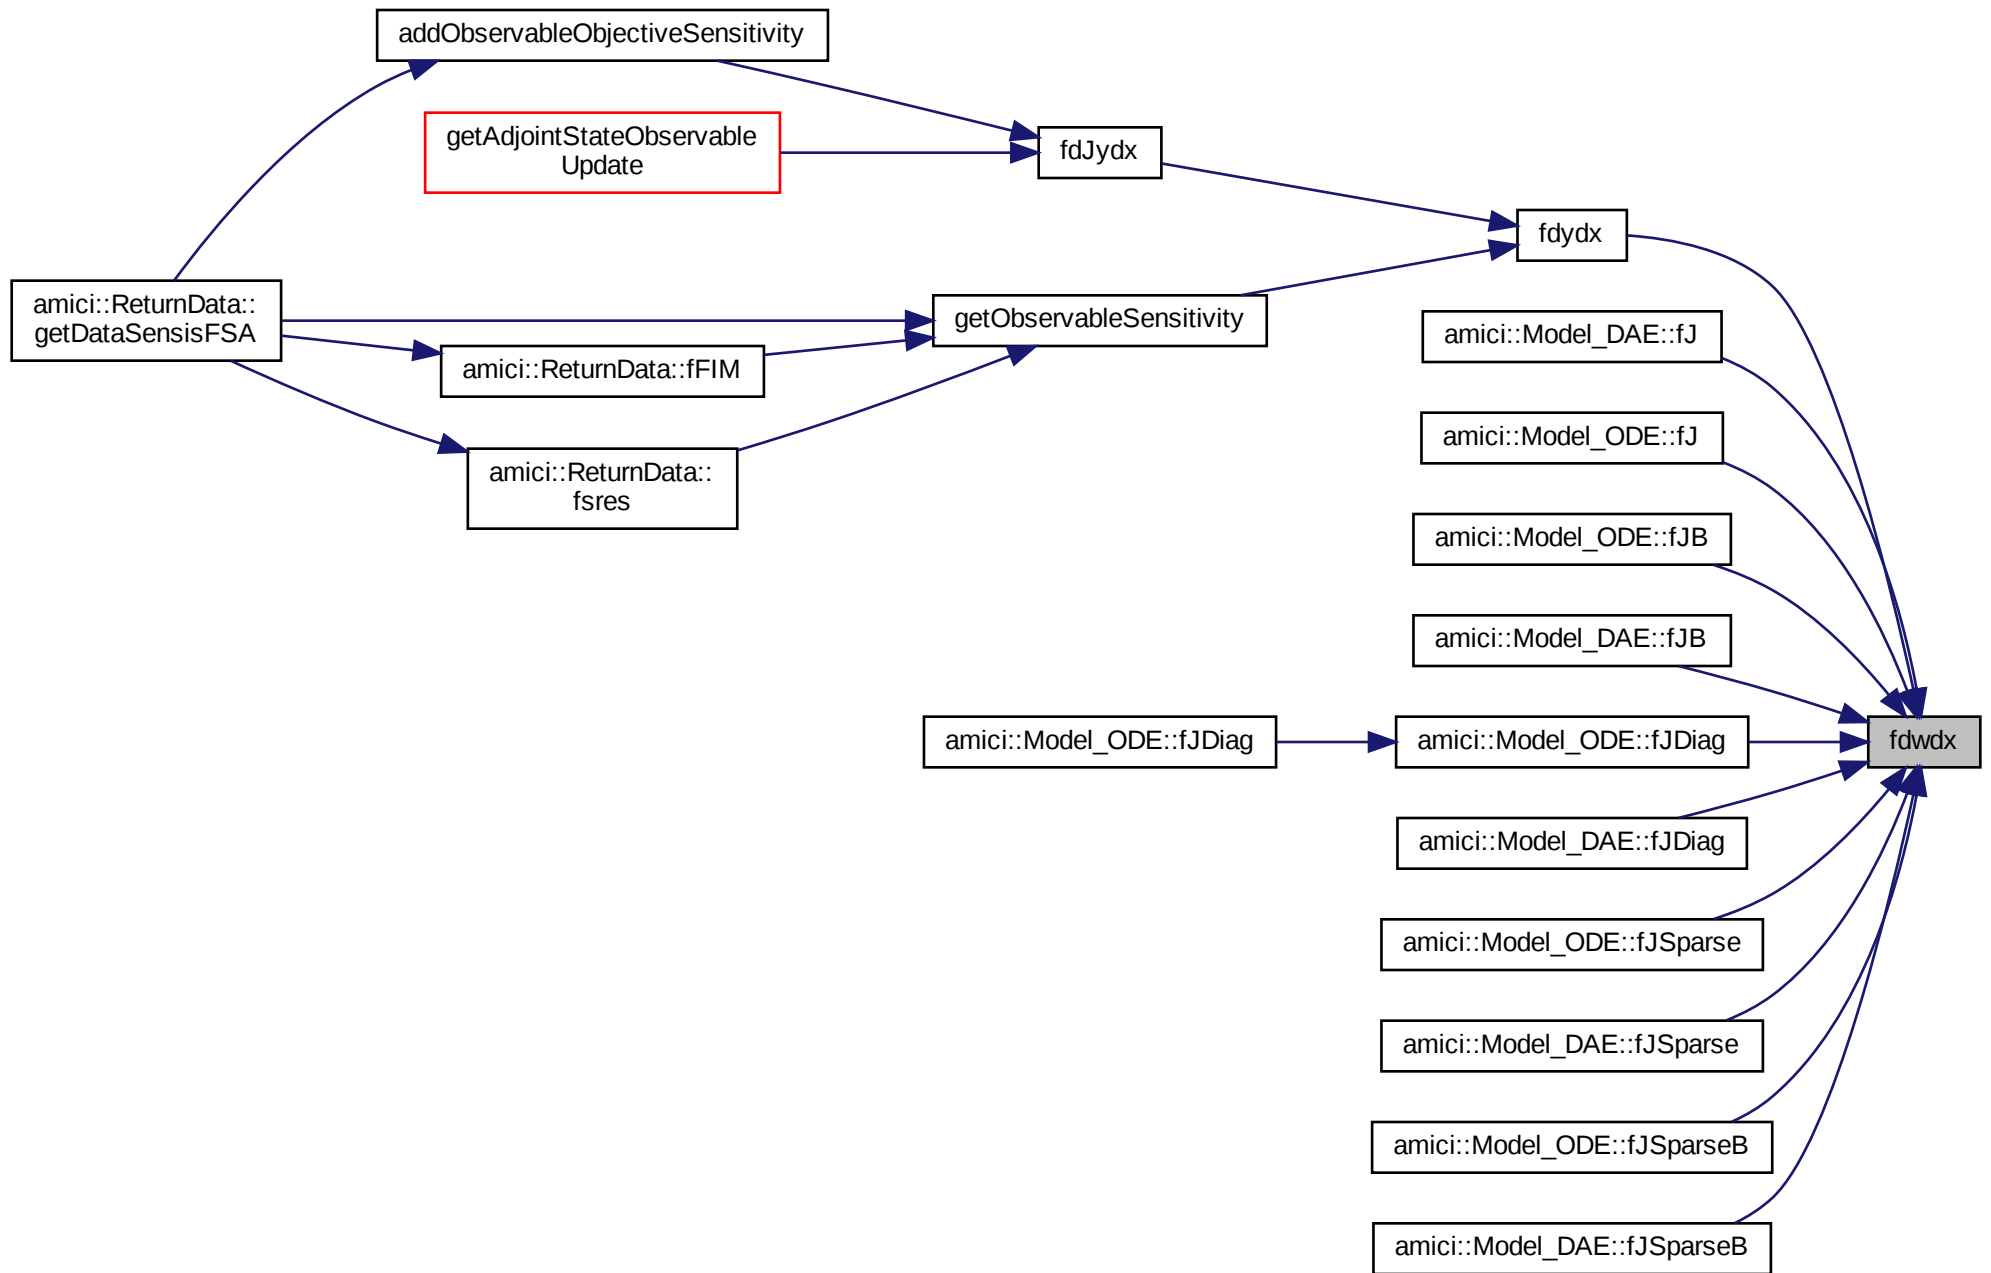 addObservableObjectiveSensitivity
getAdjointStateObservable
Update
fdJydx
fdydx
amici::ReturnData::
getDataSensisFSA
getObservableSensitivity
amici::ReturnData::fFIM
amici::ReturnData::
fsres
amici::Model_DAE::fJ
amici::Model_ODE::fJ
amici::Model_ODE::fJB
amici::Model_DAE::fJB
amici::Model_ODE::fJDiag
amici::Model_ODE::fJDiag
fdwdx
amici::Model_DAE::fJDiag
amici::Model_ODE::fJSparse
amici::Model_DAE::fJSparse
amici::Model_ODE::fJSparseB
amici::Model_DAE::fJSparseB